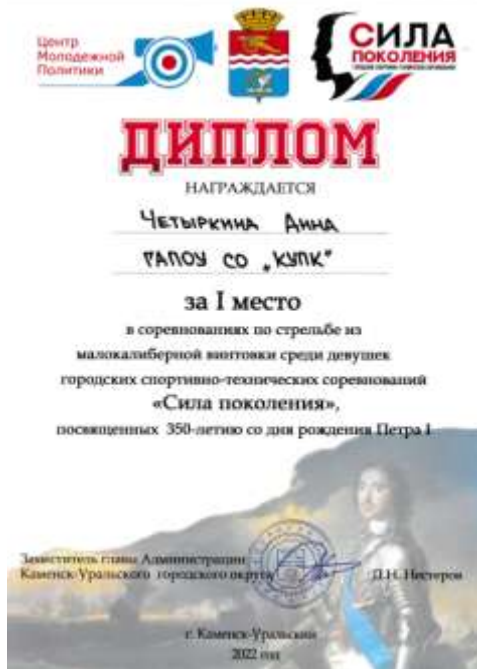 Центр
Молодежной
Политики
СИЛА
ПОКОЛЕНИЯ
ДИПЛОМ
НАГРАЖДАЕТСЯ
Четыркина Анна
ГАПОУ СО „КУПК"
за I место
в соревнованиях по стрельбе из
малокалиберной винтовки среди девушек
городских спортивно-технических соревнований
«Сила поколения»,
посвященных 350-летию со дня рождения Петра I
Заместитель главы Администрации
Каменск-Уральского городского округа Д.Н. Нестеров
г. Каменск-Уральский
2022 год